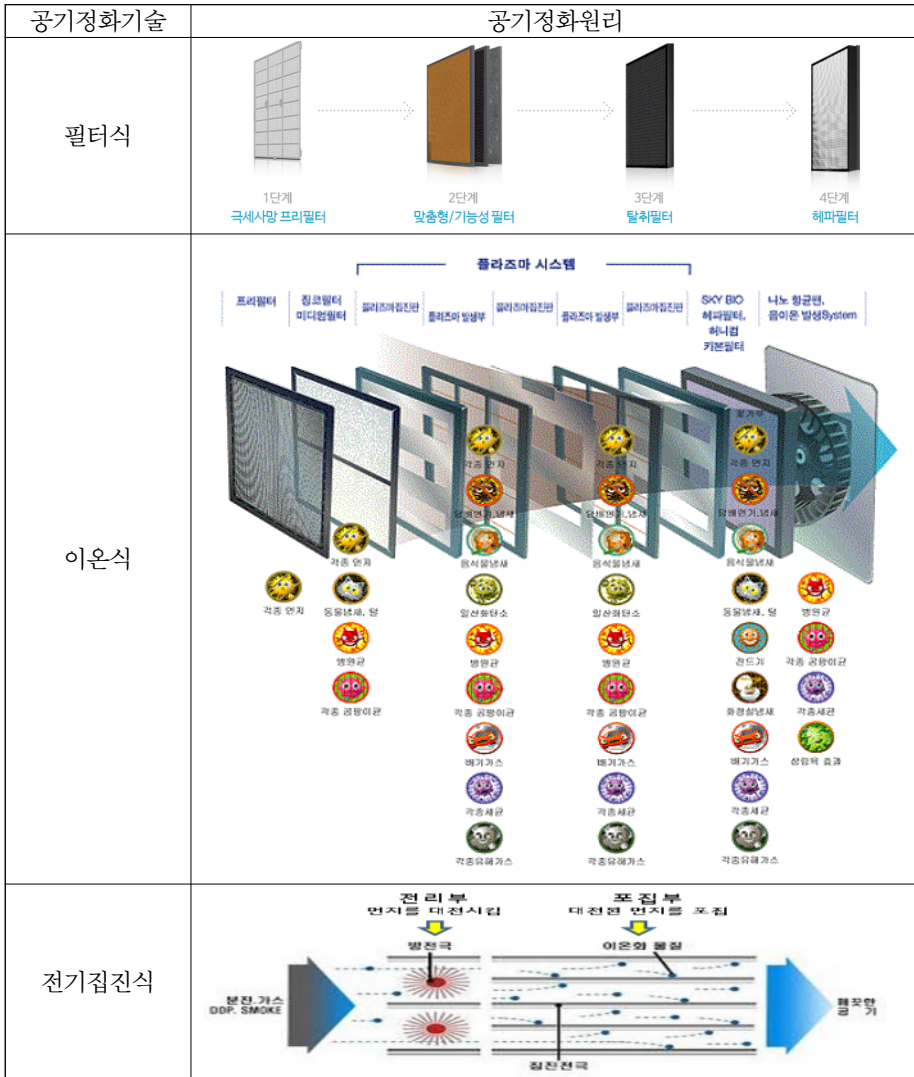 공기정화기술
공기정화원리
필터식
1단계
극세사망 프리필터
2단계
맞춤형/기능성 필터
3단계
탈취필터
4단계
헤파필터
이온식
플라즈마 시스템
프리필터
징코필터
미디엄필터
플라즈마집진판
플라즈마 발생부
플라즈마집진판
플라즈마 발생부
플라즈마집진판
SKY BIO
헤파필터,
허니컴
카본필터
나노 항균팬,
음이온 발생System
각종 먼지
각종 먼지
동물냄새, 털
병원균
각종 곰팡이균
각종 먼지
담배연기,냄새
음식물냄새
일산화탄소
병원균
각종 곰팡이균
배기가스
각종세균
각종유해가스
각종 먼지
담배연기,냄새
음식물냄새
일산화탄소
병원균
각종 곰팡이균
배기가스
각종세균
각종유해가스
꽃가루
각종 먼지
담배연기,냄새
음식물냄새
동물냄새, 털
진드기
화장실냄새
배기가스
각종세균
각종유해가스
병원균
각종 곰팡이균
각종세균
삼림욕 효과
전기집진식
전리부
먼지를 대전시킴
포집부
대전된 먼지를 포집
방전극
이온화 물질
분진.가스
DDP. SMOKE
깨끗한
공 기
집진전극